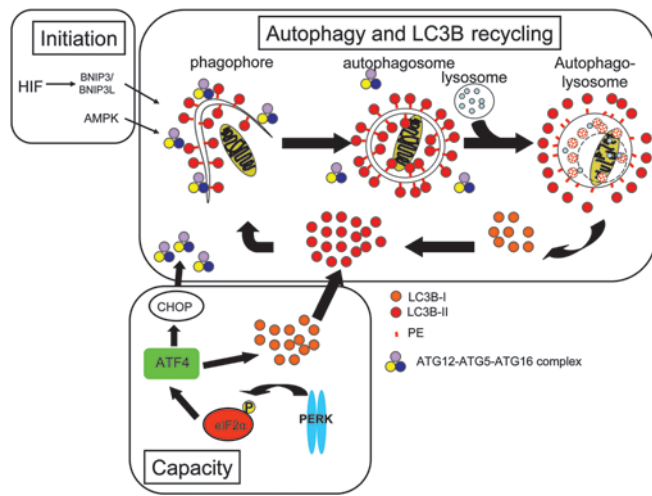 Initiation
HIF
BNIP3/
BNIP3L
AMPK
Autophagy and LC3B recycling
phagophore
autophagosome
lysosome
Autophago-
lysosome
CHOP
ATF4
eIF2α
P
PERK
Capacity
LC3B-I
LC3B-II
PE
ATG12-ATG5-ATG16 complex